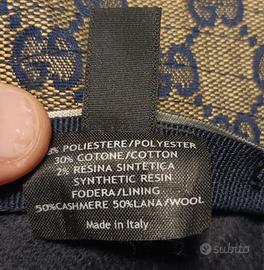 % POLIESTERE/POLYESTER
30% COTONE/COTTON
2% RESINA SINTETICA
SYNTHETIC RESIN
FODERA/LINING
50%CASHMERE 50%LANA/WOOL
Made in Italy
subito